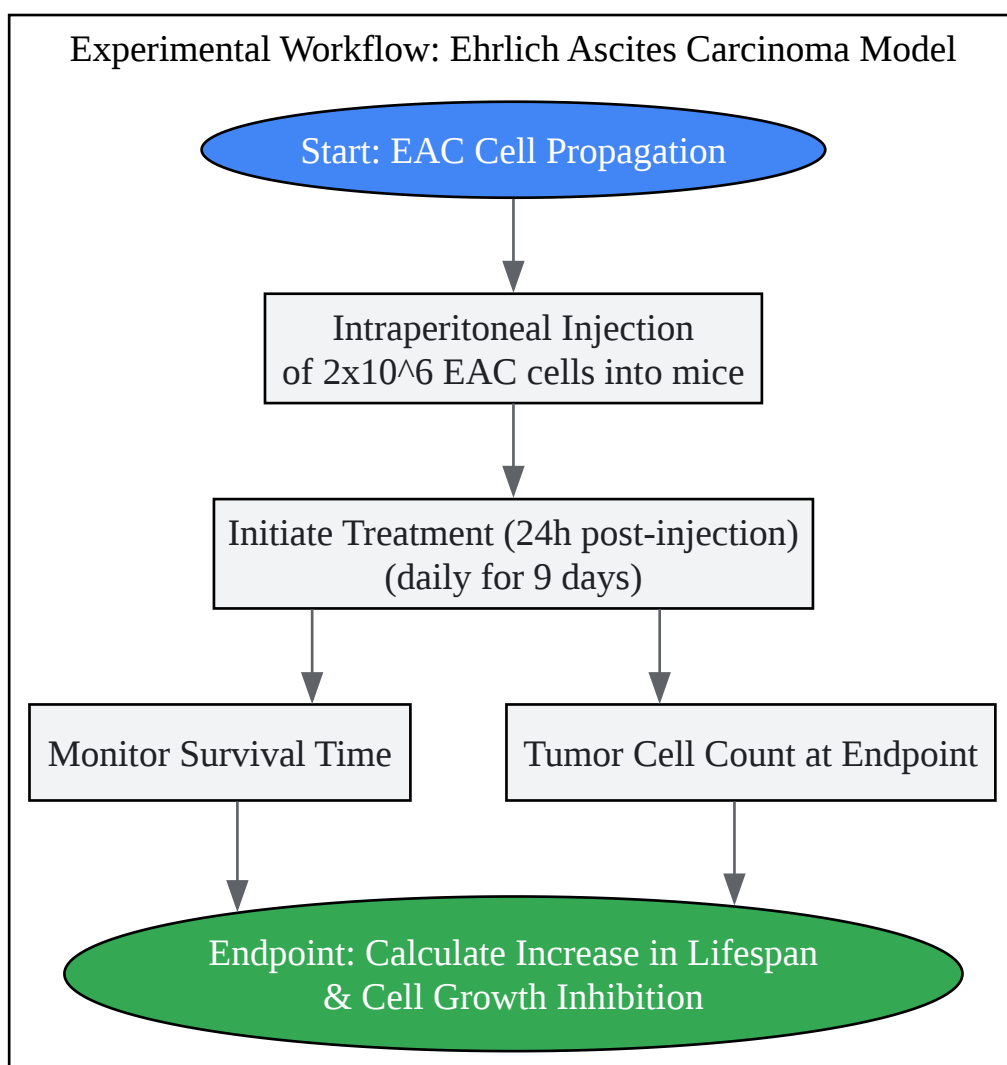 Experimental Workflow: Ehrlich Ascites Carcinoma Model
Start: EAC Cell Propagation
Intraperitoneal Injection
of 2x10^6 EAC cells into mice
Initiate Treatment (24h post-injection)
(daily for 9 days)
Monitor Survival Time
Tumor Cell Count at Endpoint
Endpoint: Calculate Increase in Lifespan
& Cell Growth Inhibition